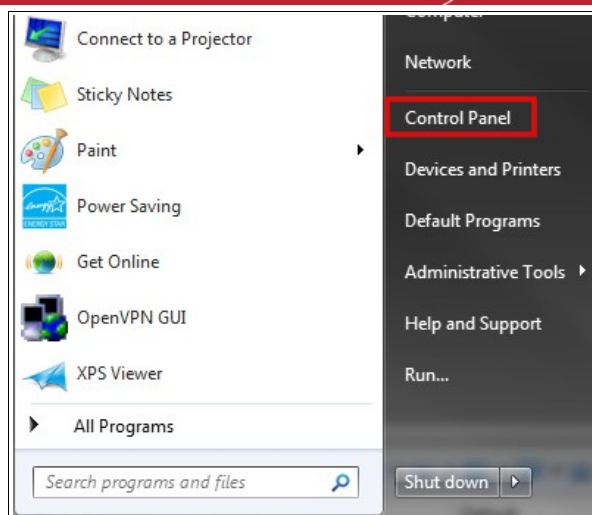 Connect to a Projector
Sticky Notes
Paint
Power Saving
Get Online
OpenVPN GUI
XPS Viewer
All Programs
Search programs and files
Computer
Network
Control Panel
Devices and Printers
Default Programs
Administrative Tools
Help and Support
Run...
Shut down